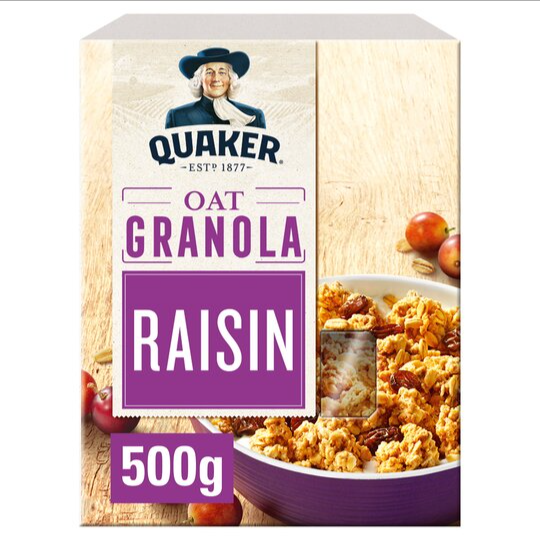 QUAKER
ESTD 1877
OAT
GRANOLA
RAISIN
500g